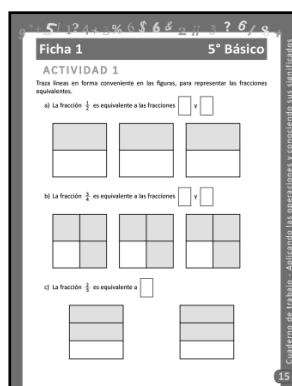 Ficha 1 5° Básico
ACTIVIDAD 1
Traza líneas en forma conveniente en las figuras, para representar las fracciones
equivalentes.
a) La fracción 1/2 es equivalente a las fracciones y
b) La fracción 3/4 es equivalente a las fracciones y
c) La fracción 2/3 es equivalente a
Cuaderno de trabajo - Aplicando las operaciones y conociendo sus significados
15